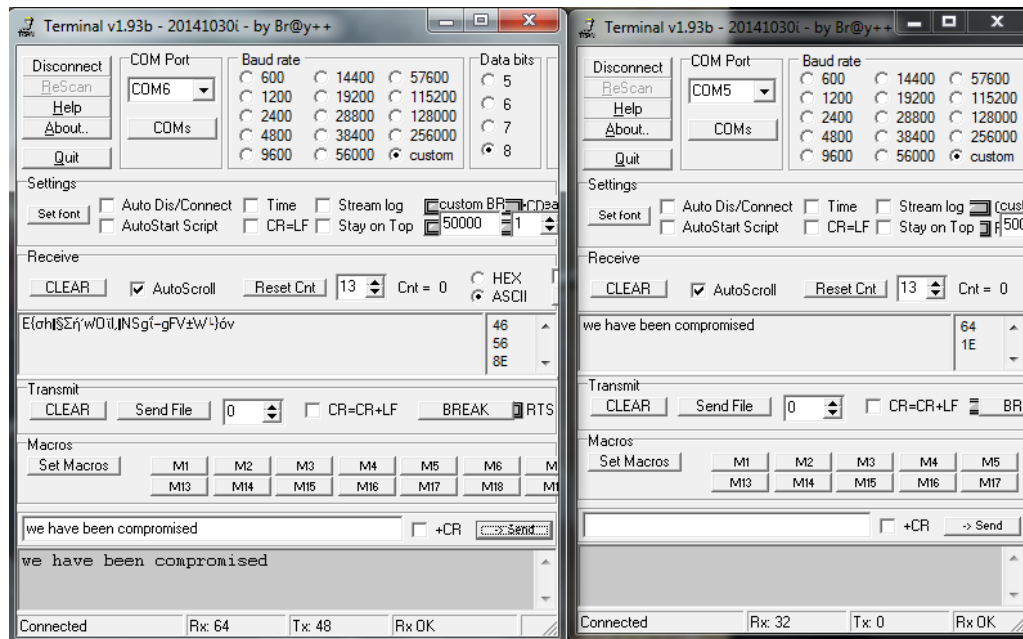 Terminal v1.93b - 20141030ί - by Br@y++
Disconnect
ReScan
Help
About..
Quit
COM Port
COM6
COMs
Baud rate
600 14400 57600
1200 19200 115200
2400 28800 128000
4800 38400 256000
9600 56000 custom
Data bits
5
6
7
8
Settings
Set font
Auto Dis/Connect Time Stream log custom BR
AutoStart Script CR=LF Stay on Top 50000 1
Receive
CLEAR AutoScroll Reset Cnt 13 Cnt = 0 HEX
ASCII
46
56
8E
Transmit
CLEAR Send File 0 CR=CR+LF BREAK RTS
Macros
Set Macros M1 M2 M3 M4 M5 M6
M13 M14 M15 M16 M17 M18
we have been compromised +CR -> Send
we have been compromised
Connected Rx: 64 Tx: 48 Rx OK
Terminal v1.93b - 20141030ί - by Br@y++
Disconnect
ReScan
Help
About..
Quit
COM Port
COM5
COMs
Baud rate
600 14400 57600
1200 19200 115200
2400 28800 128000
4800 38400 256000
9600 56000 custom
Settings
Set font
Auto Dis/Connect Time Stream log
AutoStart Script CR=LF Stay on Top
Receive
CLEAR AutoScroll Reset Cnt 13 Cnt = 0
we have been compromised
64
1E
Transmit
CLEAR Send File 0 CR=CR+LF BR
Macros
Set Macros M1 M2 M3 M4 M5
M13 M14 M15 M16 M17
+CR -> Send
Connected Rx: 32 Tx: 0 Rx OK